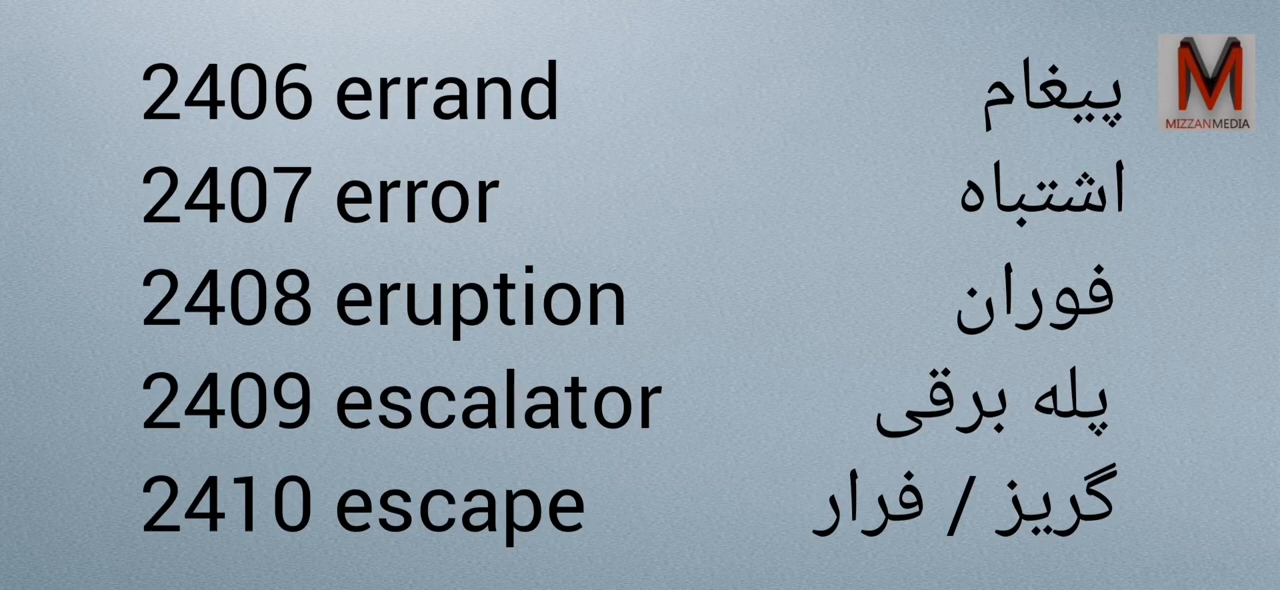 2406 errand پیغام
2407 error اشتباه
2408 eruption فوران
2409 escalator پله برقی
2410 escape گریز / فرار
MIZZANMEDIA